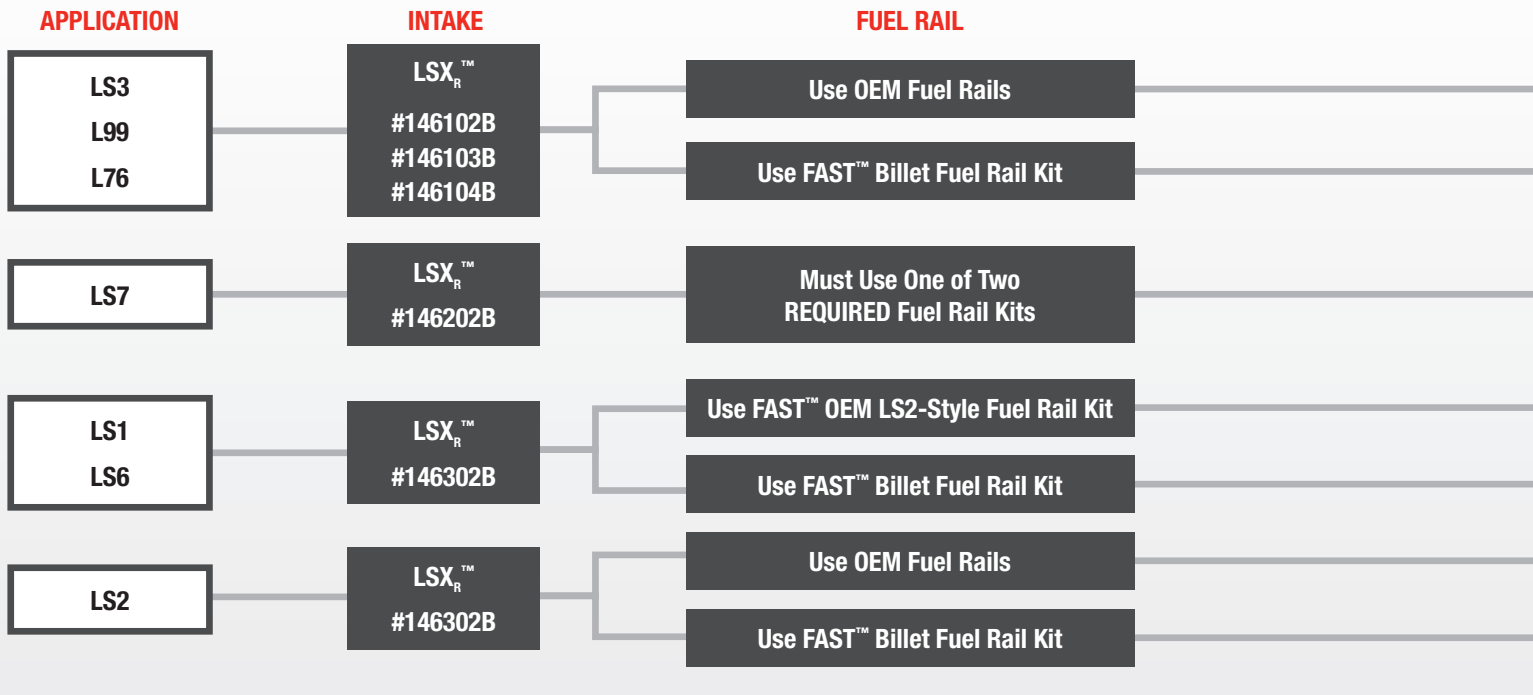 APPLICATION
INTAKE
FUEL RAIL
LS3
L99
L76
LSXR™
#146102B
#146103B
#146104B
Use OEM Fuel Rails
Use FAST™ Billet Fuel Rail Kit
LS7
LSXR™
#146202B
Must Use One of Two
REQUIRED Fuel Rail Kits
LS1
LS6
LSXR™
#146302B
Use FAST™ OEM LS2-Style Fuel Rail Kit
Use FAST™ Billet Fuel Rail Kit
LS2
LSXR™
#146302B
Use OEM Fuel Rails
Use FAST™ Billet Fuel Rail Kit